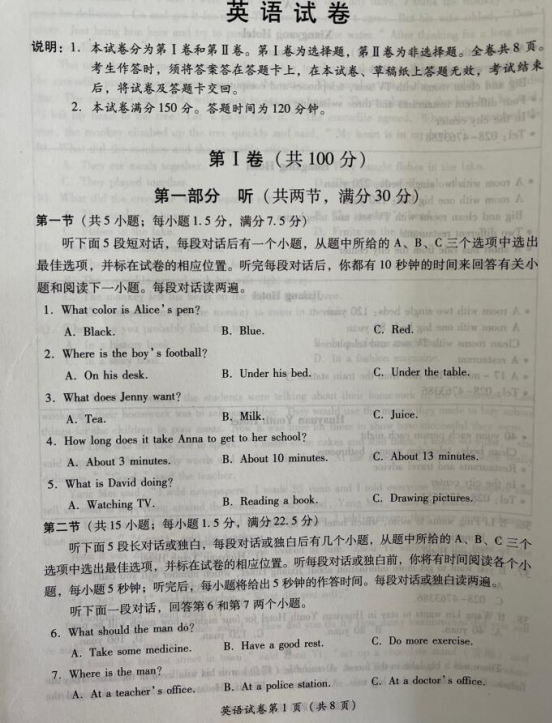 英语试卷
说明：1. 本试卷分为第Ⅰ卷和第Ⅱ卷。第Ⅰ卷为选择题，第Ⅱ卷为非选择题。全卷共8页。
考生作答时，须将答案答在答题卡上，在本试卷、草稿纸上答题无效，考试结束
后，将试卷及答题卡交回。
2. 本试卷满分150分。答题时间为120分钟。
第Ⅰ卷（共100分）
第一部分 听（共两节，满分30分）
第一节（共5小题；每小题1.5分，满分7.5分）
听下面5段短对话，每段对话后有一个小题，从题中所给的A、B、C三个选项中选出
最佳选项，并标在试卷的相应位置。听完每段对话后，你都有10秒钟的时间来回答有关小
题和阅读下一小题。每段对话读两遍。
1. What color is Alice's pen?
A. Black. B. Blue. C. Red.
2. Where is the boy's football?
A. On his desk. B. Under his bed. C. Under the table.
3. What does Jenny want?
A. Tea. B. Milk. C. Juice.
4. How long does it take Anna to get to her school?
A. About 3 minutes. B. About 10 minutes. C. About 13 minutes.
5. What is David doing?
A. Watching TV. B. Reading a book. C. Drawing pictures.
第二节（共15小题；每小题1.5分，满分22.5分）
听下面5段长对话或独白，每段对话或独白后有几个小题，从题中所给的A、B、C三个
选项中选出最佳选项，并标在试卷的相应位置。听每段对话或独白前，你将有时间阅读各个小
题，每小题5秒钟；听完后，每小题将给出5秒钟的作答时间。每段对话或独白读两遍。
听下面一段对话，回答第6和第7两个小题。
6. What should the man do?
A. Take some medicine. B. Have a good rest. C. Do more exercise.
7. Where is the man?
A. At a teacher's office. B. At a police station. C. At a doctor's office.
英语试卷第1页（共8页）